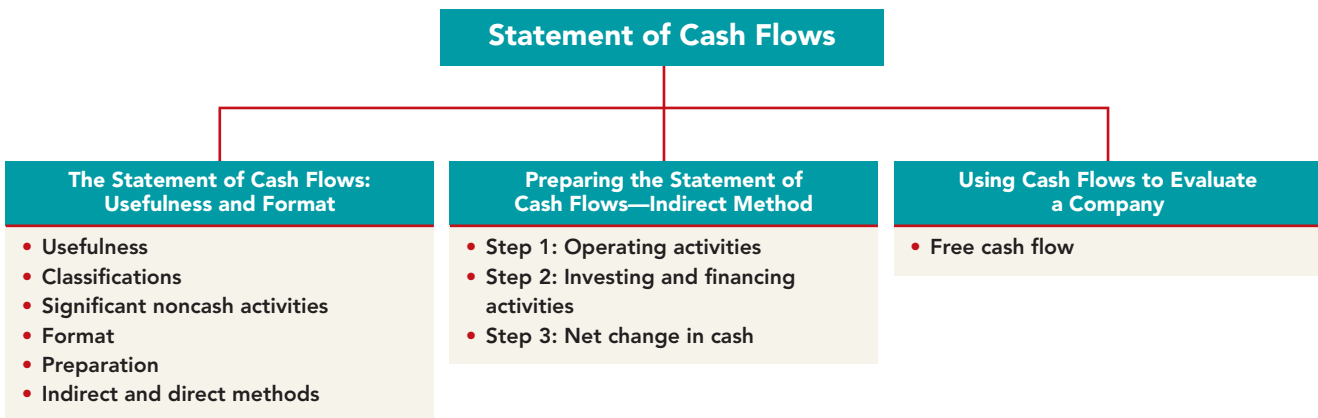 Statement of Cash Flows
The Statement of Cash Flows:
Usefulness and Format
• Usefulness
• Classifications
• Significant noncash activities
• Format
• Preparation
• Indirect and direct methods
Preparing the Statement of
Cash Flows—Indirect Method
• Step 1: Operating activities
• Step 2: Investing and financing
activities
• Step 3: Net change in cash
Using Cash Flows to Evaluate
a Company
• Free cash flow